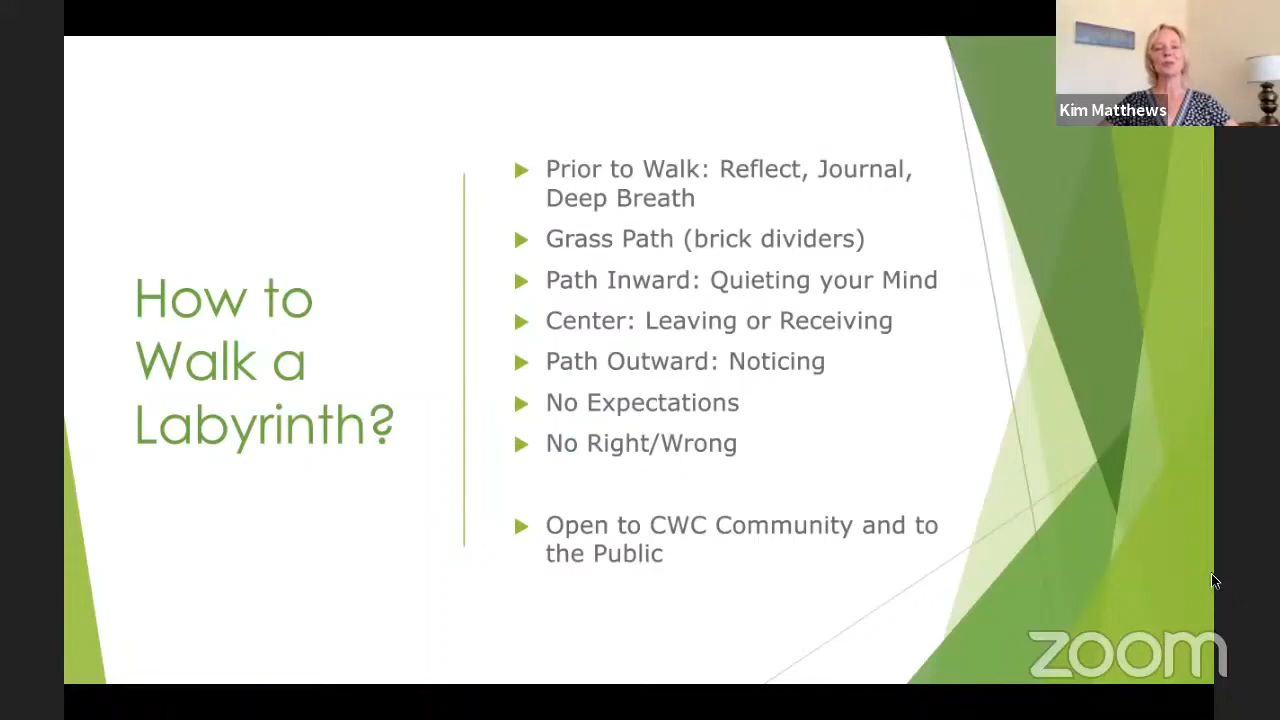 Kim Matthews
How to
Walk a
Labyrinth?
Prior to Walk: Reflect, Journal,
Deep Breath
Grass Path (brick dividers)
Path Inward: Quieting your Mind
Center: Leaving or Receiving
Path Outward: Noticing
No Expectations
No Right/Wrong
Open to CWC Community and to
the Public
zoom